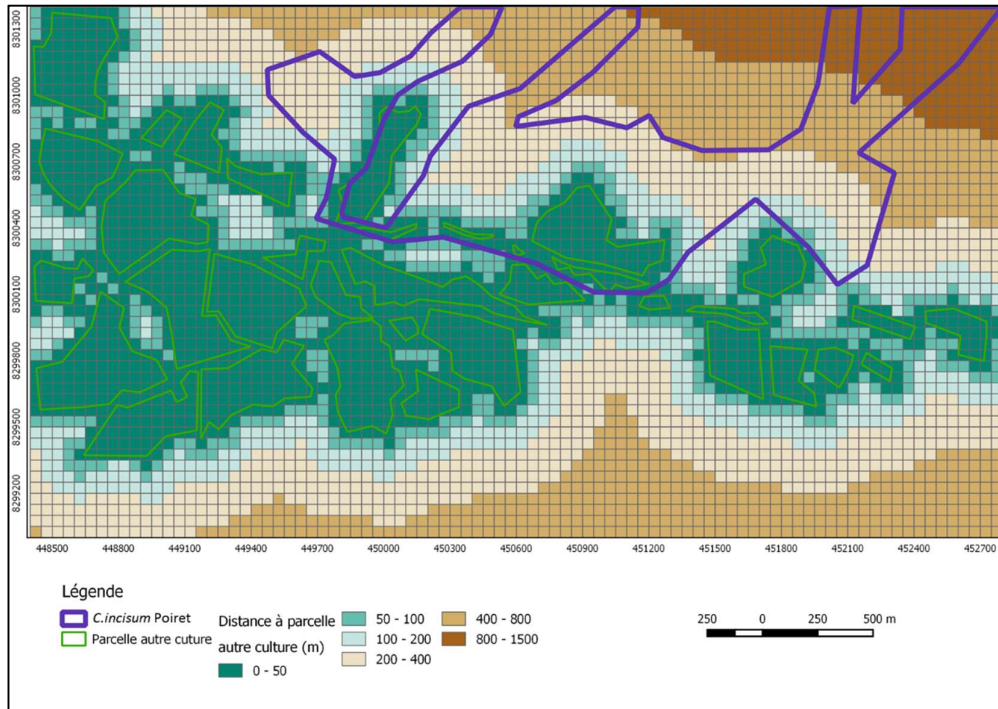 8301300
8301000
8300700
8300400
8300100
8299800
8299500
8299200
448500 448800 449100 449400 449700 450000 450300 450600 450900 451200 451500 451800 452100 452400 452700
Légende
C.incisum Poiret
Parcelle autre cuture
Distance à parcelle
autre culture (m)
0 - 50
50 - 100
100 - 200
200 - 400
400 - 800
800 - 1500
250 0 250 500 m